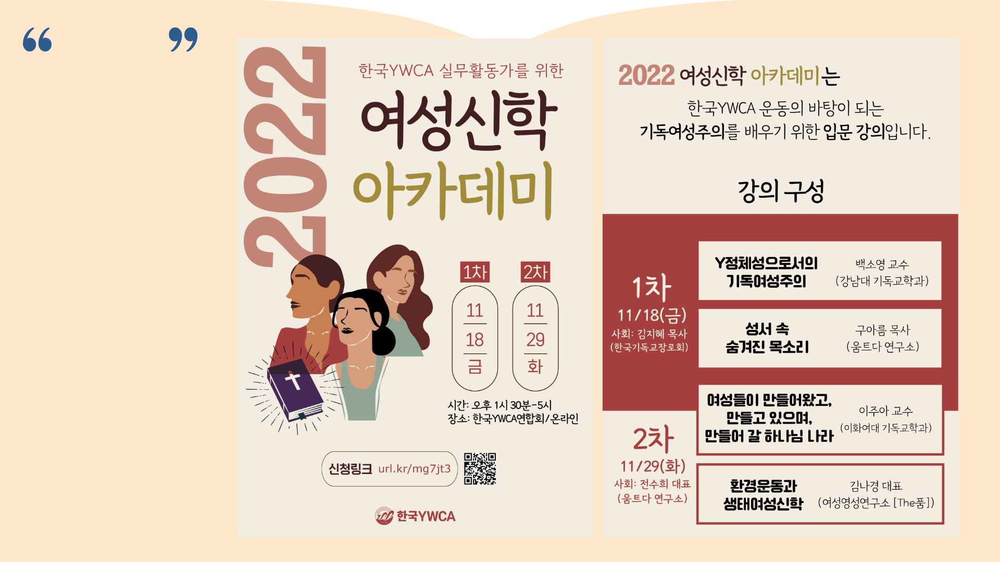 “ ”
2022
한국YWCA 실무활동가를 위한
여성신학
아카데미
1차
11
18
금
2차
11
29
화
시간: 오후 1시 30분-5시
장소: 한국YWCA연합회/온라인
신청링크 url.kr/mg7jt3
한국YWCA
2022 여성신학 아카데미는
한국YWCA 운동의 바탕이 되는
기독여성주의를 배우기 위한 입문 강의입니다.
강의 구성
1차
11/18(금)
사회: 김지혜 목사
(한국기독교장로회)
Y정체성으로서의
기독여성주의
백소영 교수
(강남대 기독교학과)
성서 속
숨겨진 목소리
구아름 목사
(움트다 연구소)
2차
11/29(화)
사회: 전수희 대표
(움트다 연구소)
여성들이 만들어왔고,
만들고 있으며,
만들어 갈 하나님 나라
이주아 교수
(이화여대 기독교학과)
환경운동과
생태여성신학
김나경 대표
(여성영성연구소 [The품])